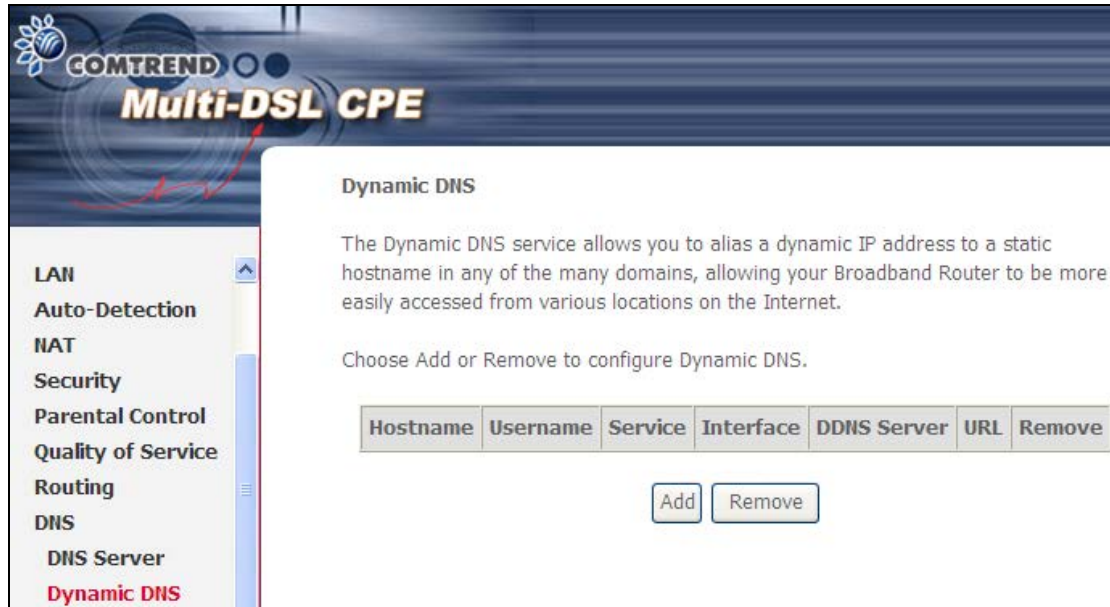 COMTREND
Multi-DSL CPE
LAN
Auto-Detection
NAT
Security
Parental Control
Quality of Service
Routing
DNS
DNS Server
Dynamic DNS
Dynamic DNS
The Dynamic DNS service allows you to alias a dynamic IP address to a static
hostname in any of the many domains, allowing your Broadband Router to be more
easily accessed from various locations on the Internet.
Choose Add or Remove to configure Dynamic DNS.
Hostname Username Service Interface DDNS Server URL Remove
Add Remove